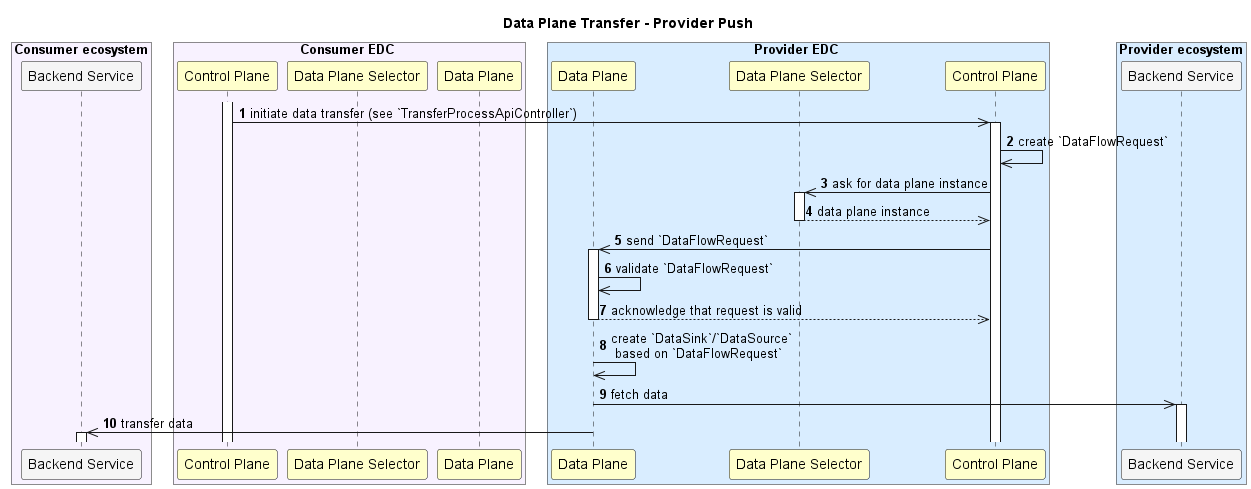 Data Plane Transfer - Provider Push
Consumer ecosystem
Consumer EDC
Provider EDC
Provider ecosystem
Backend Service
Control Plane
Data Plane Selector
Data Plane
Data Plane
Data Plane Selector
Control Plane
Backend Service
1 initiate data transfer (see `TransferProcessApiController`)
2 create `DataFlowRequest`
3 ask for data plane instance
4 data plane instance
5 send `DataFlowRequest`
6 validate `DataFlowRequest`
7 acknowledge that request is valid
8 create `DataSink`/`DataSource`
based on `DataFlowRequest`
9 fetch data
10 transfer data
Backend Service
Control Plane
Data Plane Selector
Data Plane
Data Plane
Data Plane Selector
Control Plane
Backend Service